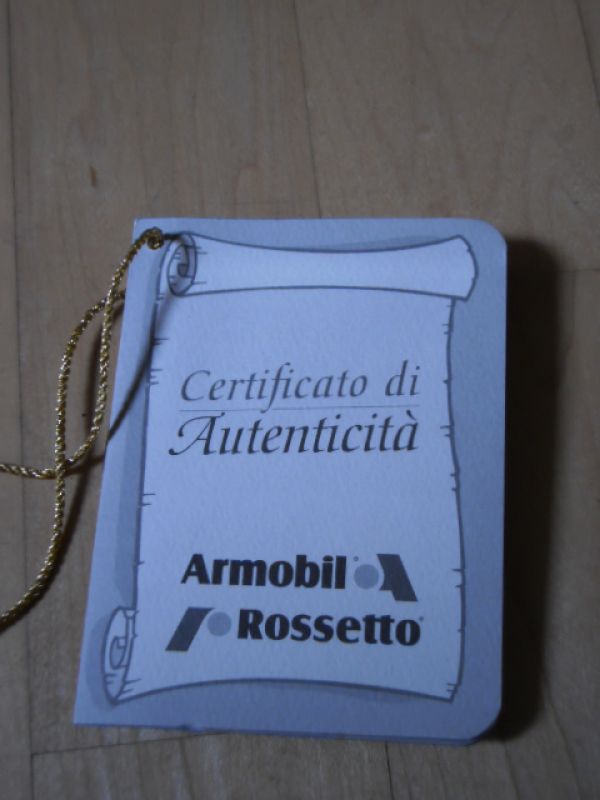 Certificato di
Autenticità
Armobil
Rossetto